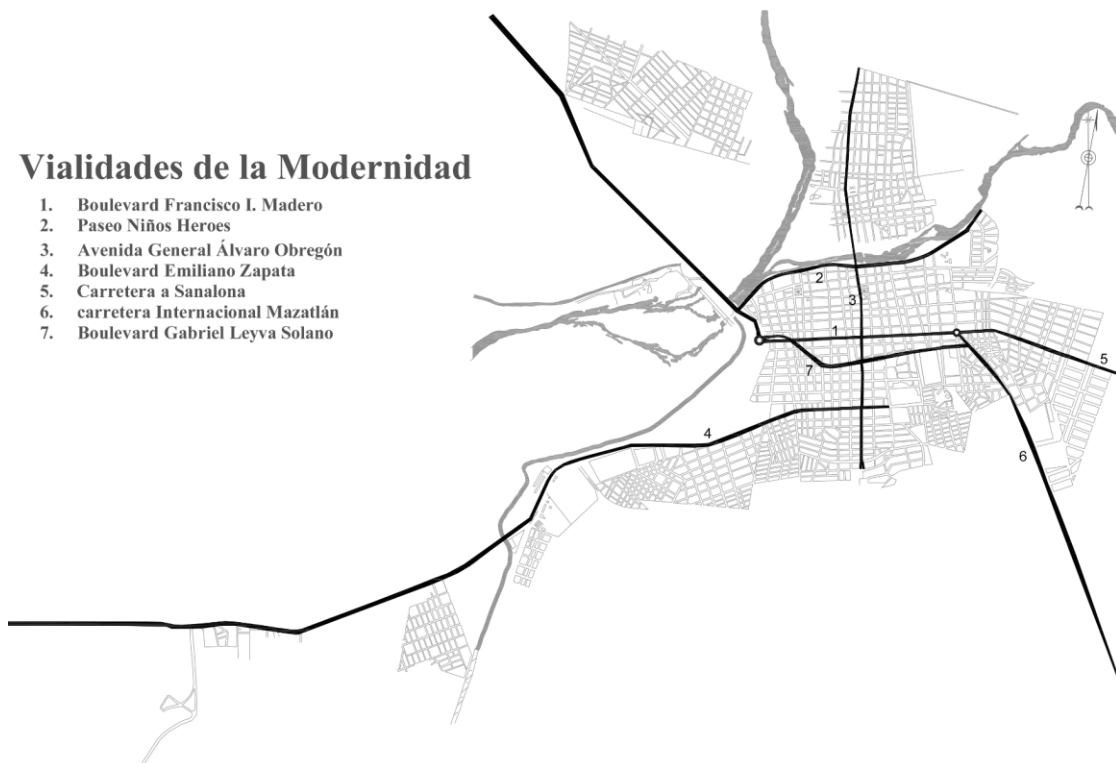 Vialidades de la Modernidad
1. Boulevard Francisco I. Madero
2. Paseo Niños Heroes
3. Avenida General Álvaro Obregón
4. Boulevard Emiliano Zapata
5. Carretera a Sanalona
6. carretera Internacional Mazatlán
7. Boulevard Gabriel Leyva Solano
2
3
1
5
7
4
6